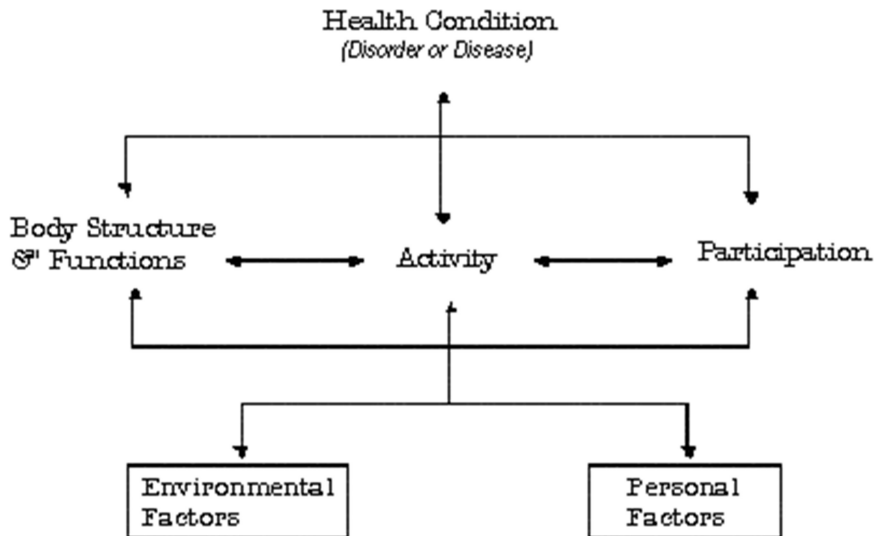 Health Condition
(Disorder or Disease)
Body Structure
& Functions
Activity
Participation
Environmental
Factors
Personal
Factors